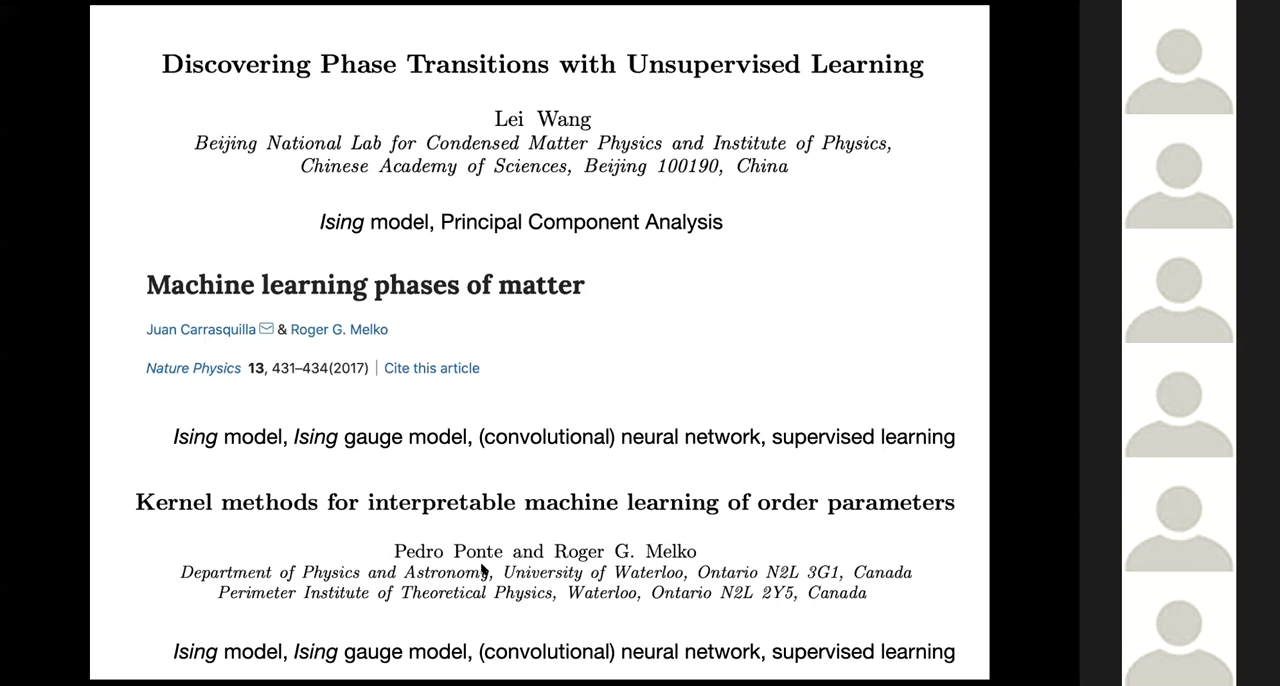 Discovering Phase Transitions with Unsupervised Learning
Lei Wang
Beijing National Lab for Condensed Matter Physics and Institute of Physics,
Chinese Academy of Sciences, Beijing 100190, China
Ising model, Principal Component Analysis
Machine learning phases of matter
Juan Carrasquilla & Roger G. Melko
Nature Physics 13, 431–434(2017) | Cite this article
Ising model, Ising gauge model, (convolutional) neural network, supervised learning
Kernel methods for interpretable machine learning of order parameters
Pedro Ponte and Roger G. Melko
Department of Physics and Astronomy, University of Waterloo, Ontario N2L 3G1, Canada
Perimeter Institute of Theoretical Physics, Waterloo, Ontario N2L 2Y5, Canada
Ising model, Ising gauge model, (convolutional) neural network, supervised learning